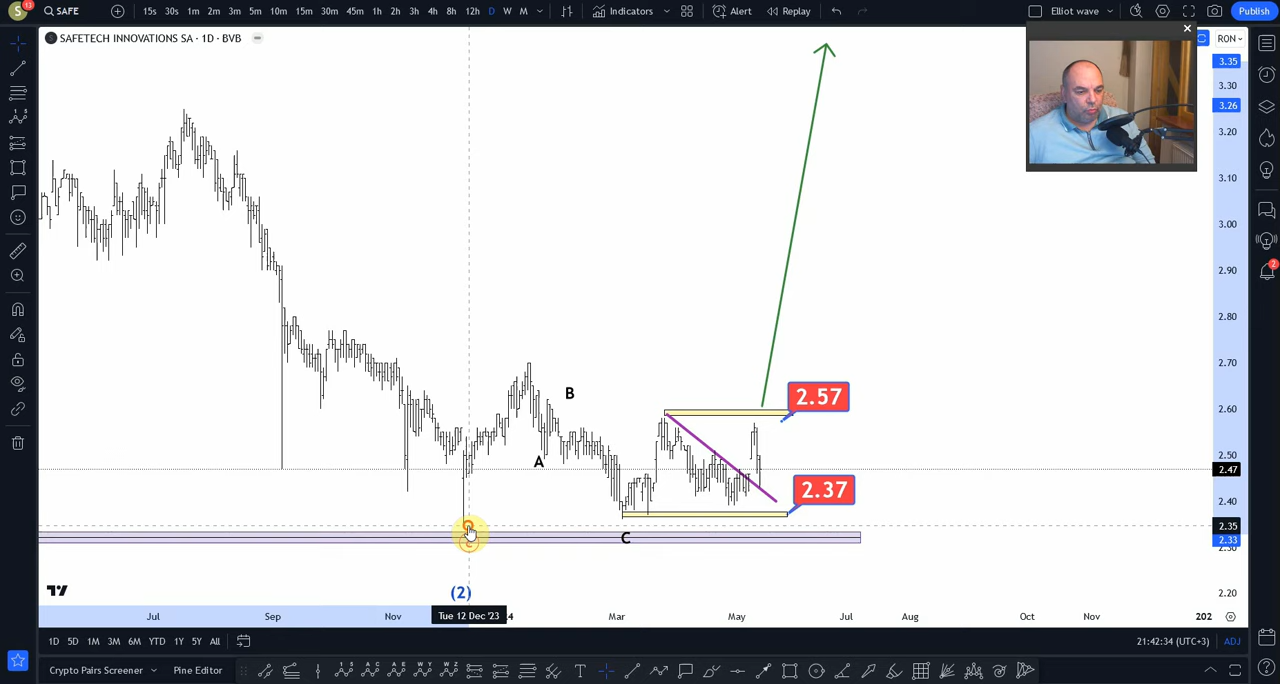 S 13 SAFE 15s 30s 1m 2m 3m 5m 10m 15m 30m 45m 1h 2h 3h 4h 8h 12h D W M Indicators Alert Replay Elliot wave Publish
SAFETECH INNOVATIONS SA · 1D · BVB
RON
3.35
3.30
3.26
3.20
3.10
3.00
2.90
2.80
2.70
2.60
2.50
2.47
2.40
2.35
2.33
2.30
2.20
B
A
C
2.57
2.37
(2)
2
Jul Sep Nov Tue 12 Dec '23 4 Mar May Jul Aug Oct Nov 202
1D 5D 1M 3M 6M YTD 1Y 5Y All 21:42:34 (UTC+3) ADJ
Crypto Pairs Screener Pine Editor